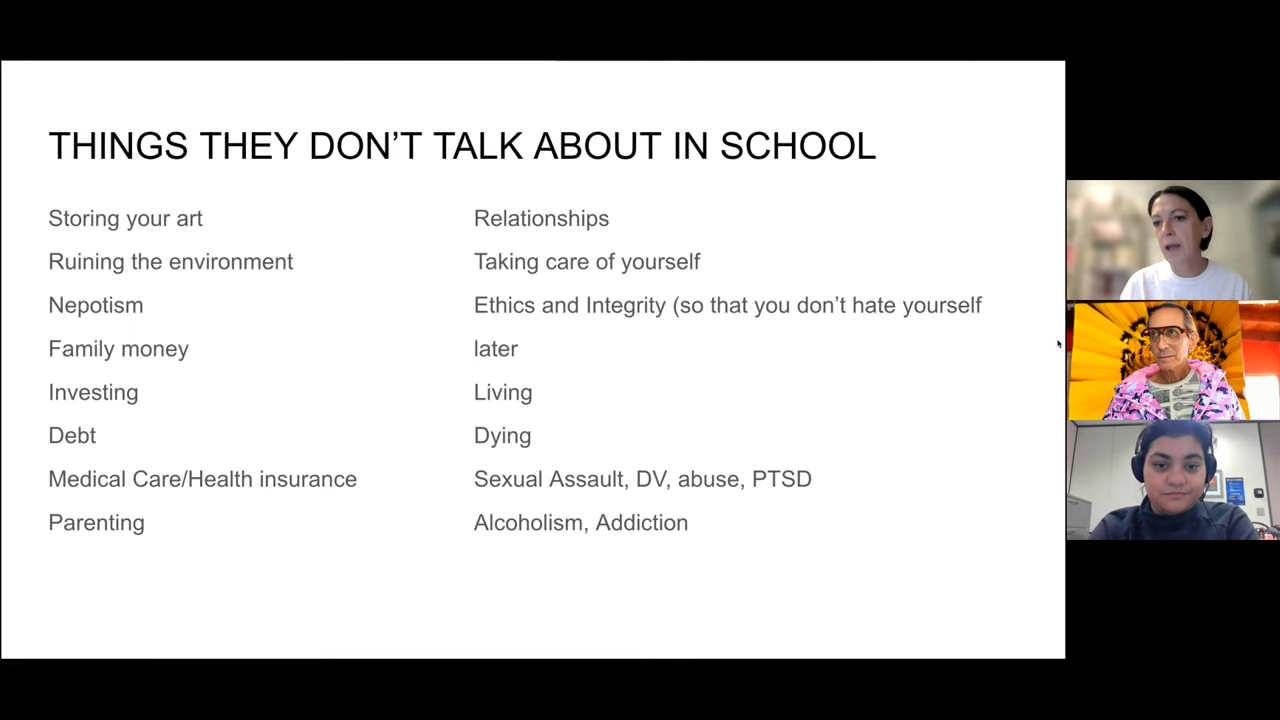 THINGS THEY DON’T TALK ABOUT IN SCHOOL
Storing your art
Ruining the environment
Nepotism
Family money
Investing
Debt
Medical Care/Health insurance
Parenting
Relationships
Taking care of yourself
Ethics and Integrity (so that you don’t hate yourself
later
Living
Dying
Sexual Assault, DV, abuse, PTSD
Alcoholism, Addiction